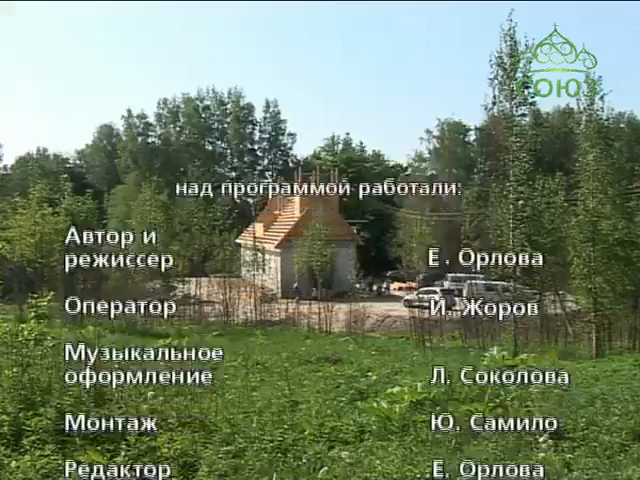 СОЮЗ
над программой работали:
Автор и
режиссер Е. Орлова
Оператор И. Жоров
Музыкальное
оформление Л. Соколова
Монтаж Ю. Самило
Редактор Е. Орлова